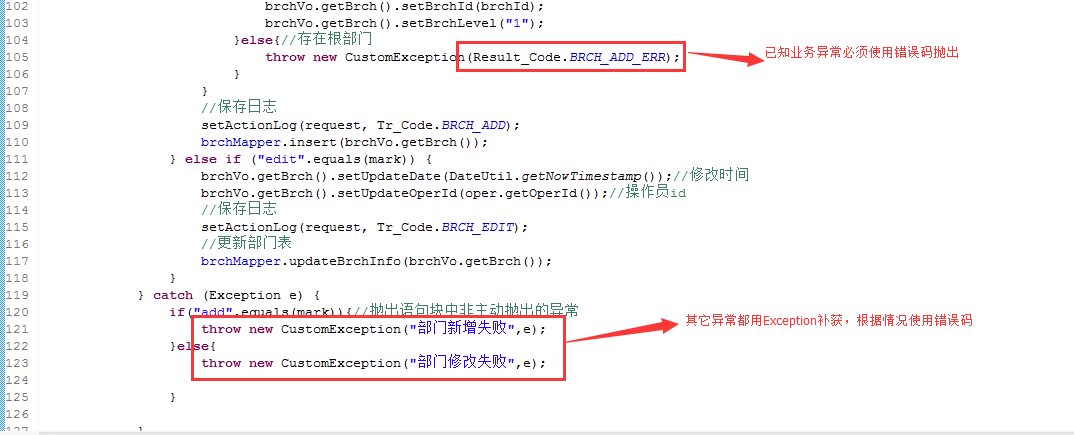 102 brchVo.getBrch().setBrchId(brchId);
103 brchVo.getBrch().setBrchLevel("1");
104 }else{//存在根部门
105 throw new CustomException(Result_Code.BRCH_ADD_ERR); 已知业务异常必须使用错误码抛出
106 }
107 }
108 //保存日志
109 setActionLog(request, Tr_Code.BRCH_ADD);
110 brchMapper.insert(brchVo.getBrch());
111 } else if ("edit".equals(mark)) {
112 brchVo.getBrch().setUpdateDate(DateUtil.getNowTimestamp());//修改时间
113 brchVo.getBrch().setUpdateOperId(oper.getOperId());//操作员id
114 //保存日志
115 setActionLog(request, Tr_Code.BRCH_EDIT);
116 //更新部门表
117 brchMapper.updateBrchInfo(brchVo.getBrch());
118 }
119 } catch (Exception e) {
120 if("add".equals(mark)){//抛出语句块中非主动抛出的异常
121 throw new CustomException("部门新增失败",e); 其它异常都用Exception补获，根据情况使用错误码
122 }else{
123 throw new CustomException("部门修改失败",e);
124
125 }
126
127 }